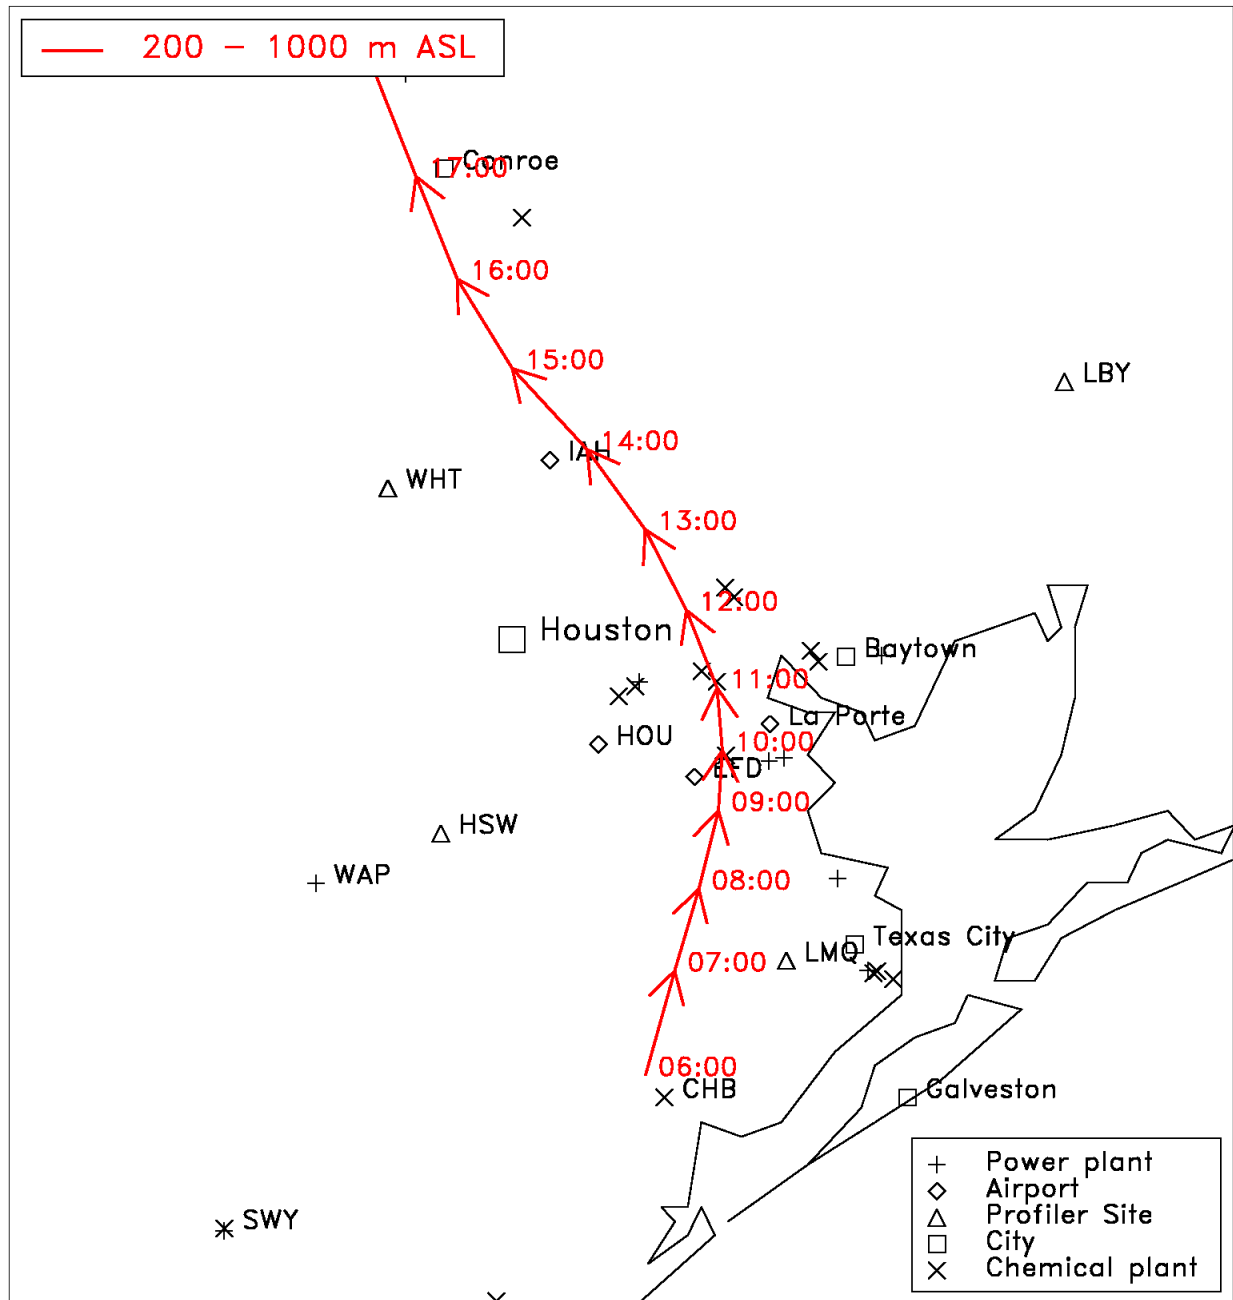 200 - 1000 m ASL
17:00 Conroe
16:00
15:00
LBY
14:00
IAH
WHT
13:00
12:00
Houston
Baytown
11:00
La Porte
HOU
10:00
EFD
09:00
HSW
WAP
08:00
Texas City
LMQ
07:00
06:00
CHB
Galveston
Power plant
Airport
Profiler Site
City
Chemical plant
SWY